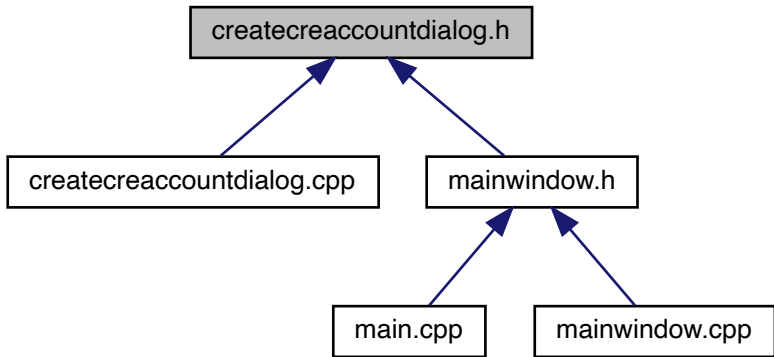 createcreaccountdialog.h
createcreaccountdialog.cpp
mainwindow.h
main.cpp
mainwindow.cpp